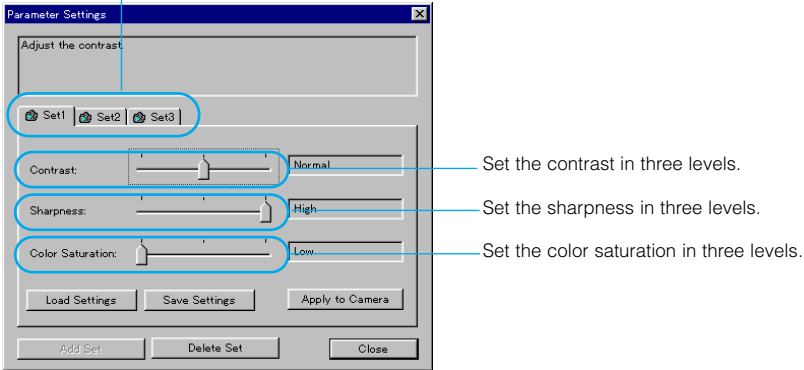 Parameter Settings
Adjust the contrast.
Set1 Set2 Set3
Contrast: Normal
Set the contrast in three levels.
Sharpness: High
Set the sharpness in three levels.
Color Saturation: Low
Set the color saturation in three levels.
Load Settings Save Settings Apply to Camera
Add Set Delete Set Close